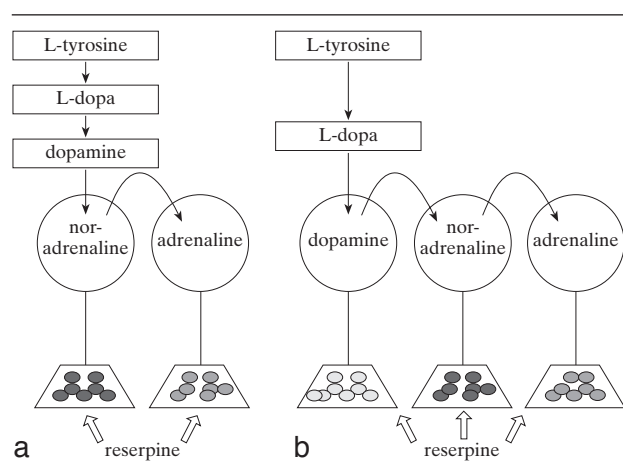 L-tyrosine
L-dopa
dopamine
nor-
adrenaline
adrenaline
a
reserpine
L-tyrosine
L-dopa
dopamine
nor-
adrenaline
adrenaline
b
reserpine